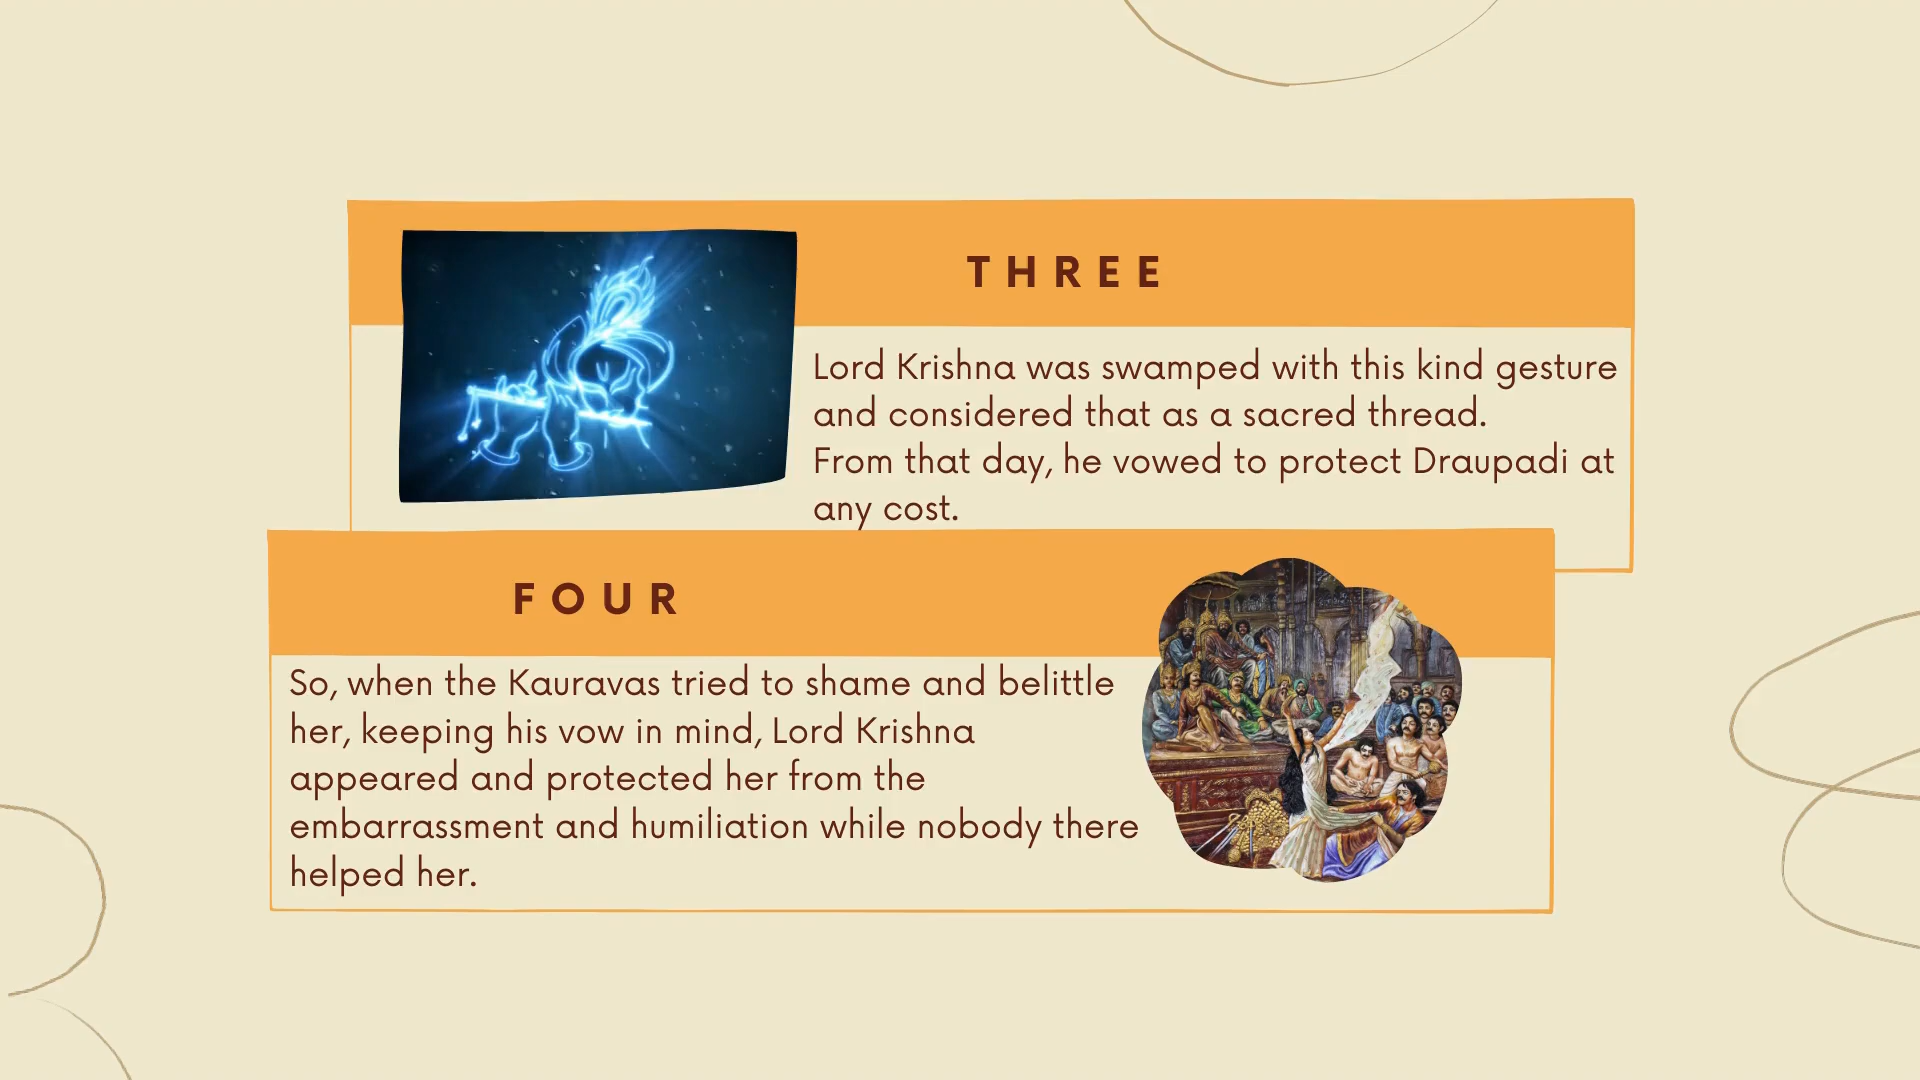 THREE
Lord Krishna was swamped with this kind gesture
and considered that as a sacred thread.
From that day, he vowed to protect Draupadi at
any cost.
FOUR
So, when the Kauravas tried to shame and belittle
her, keeping his vow in mind, Lord Krishna
appeared and protected her from the
embarrassment and humiliation while nobody there
helped her.